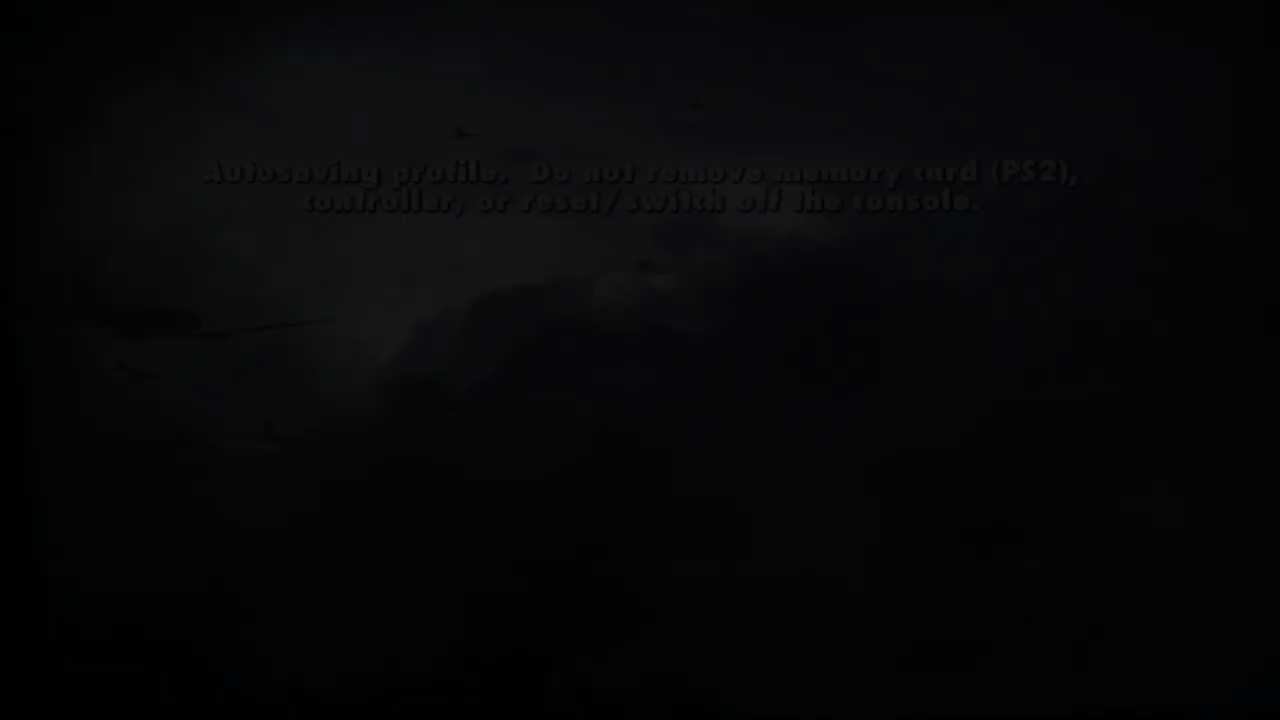 Autosaving profile. Do not remove memory card (PS2),
controller, or reset/switch off the console.